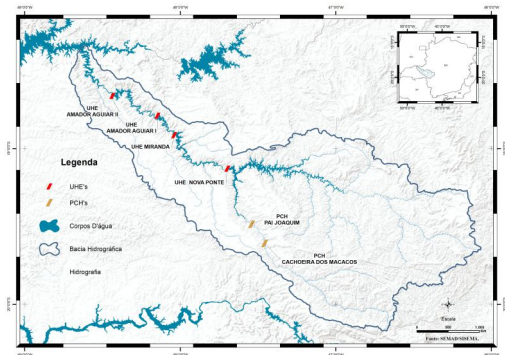 UHE
AMADOR AGUIAR II
UHE
AMADOR AGUIAR I
UHE MIRANDA
UHE NOVA PONTE
PCH
PAI JOAQUIM
PCH
CACHOEIRA DOS MACACOS
Legenda
UHE's
PCH's
Corpos D'água
Bacia Hidrográfica
Hidrografia
Escala
Fonte: SEMAD/SISEMA.